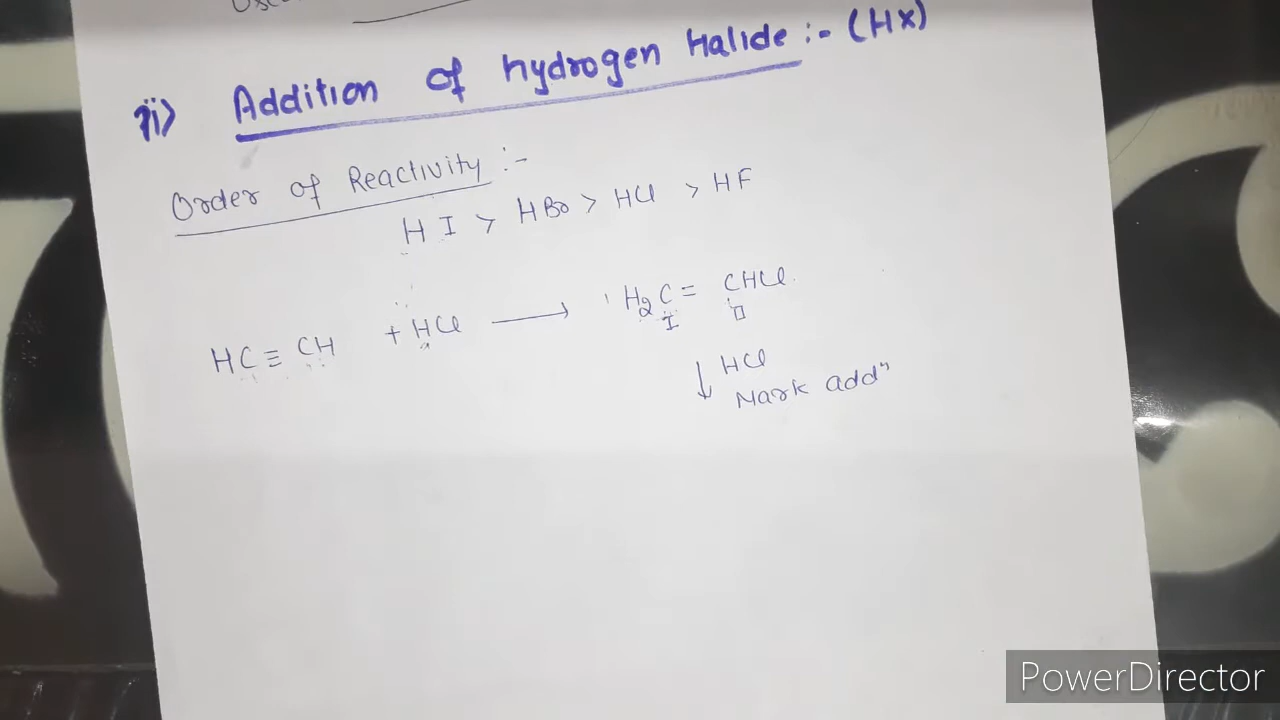 ii) Addition of hydrogen Halide :- (HX)
Order of Reactivity :-
HI > HBr > HCl > HF
HC ≡ CH + HCl ⟶ H2C = CHCl
I II
↓ HCl
Mark addⁿ
PowerDirector